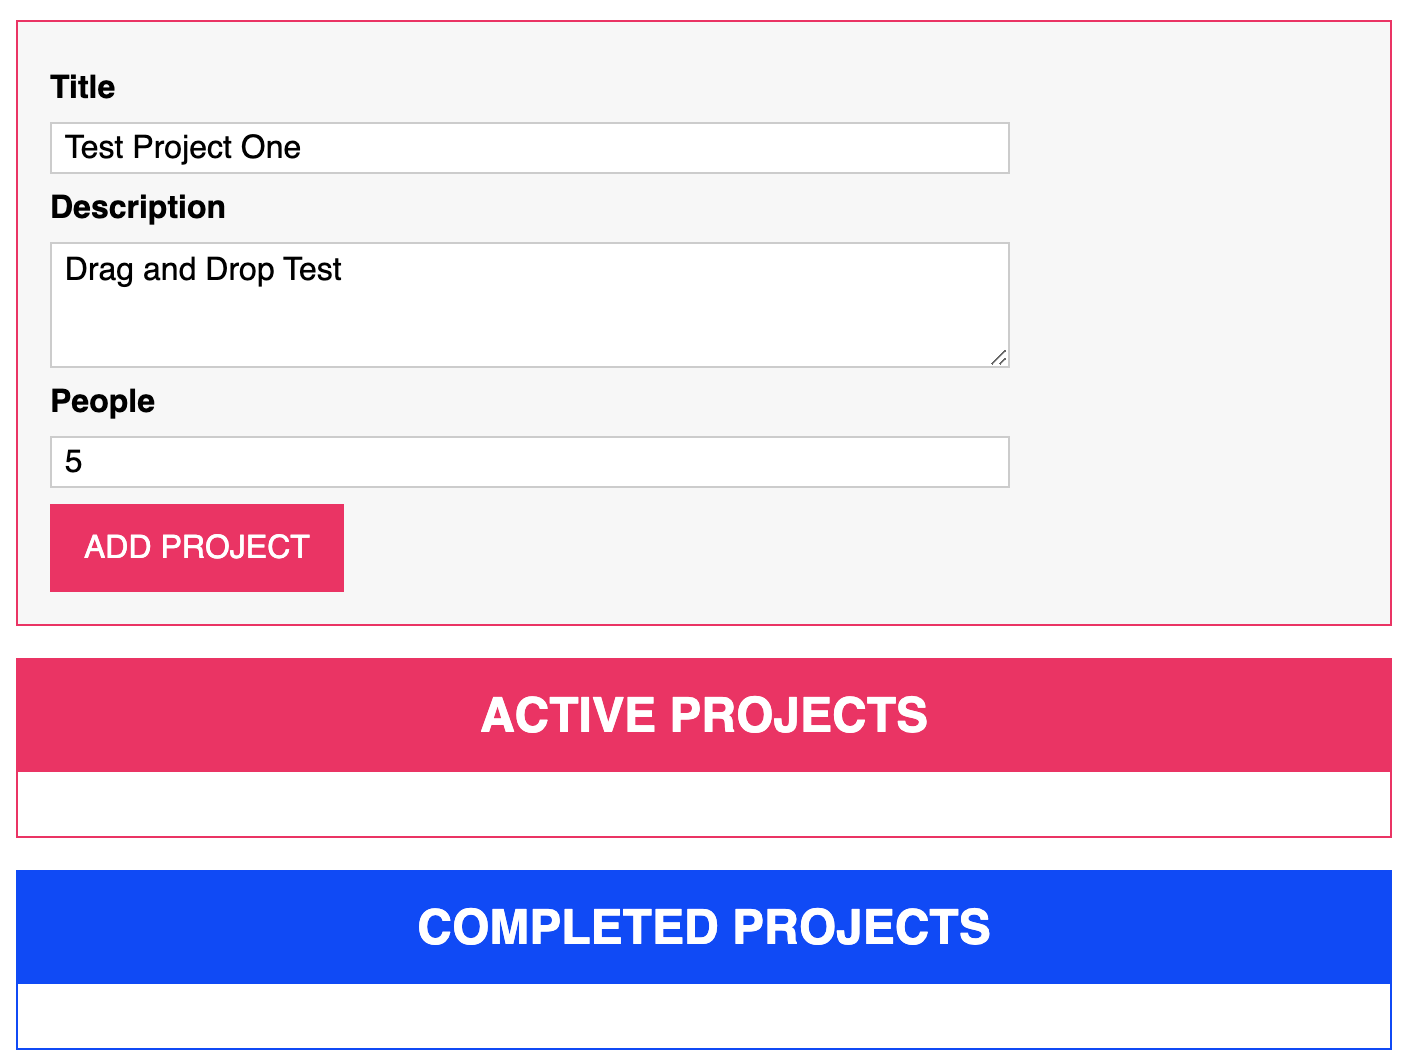 Title
Test Project One
Description
Drag and Drop Test
People
5
ADD PROJECT
ACTIVE PROJECTS
COMPLETED PROJECTS